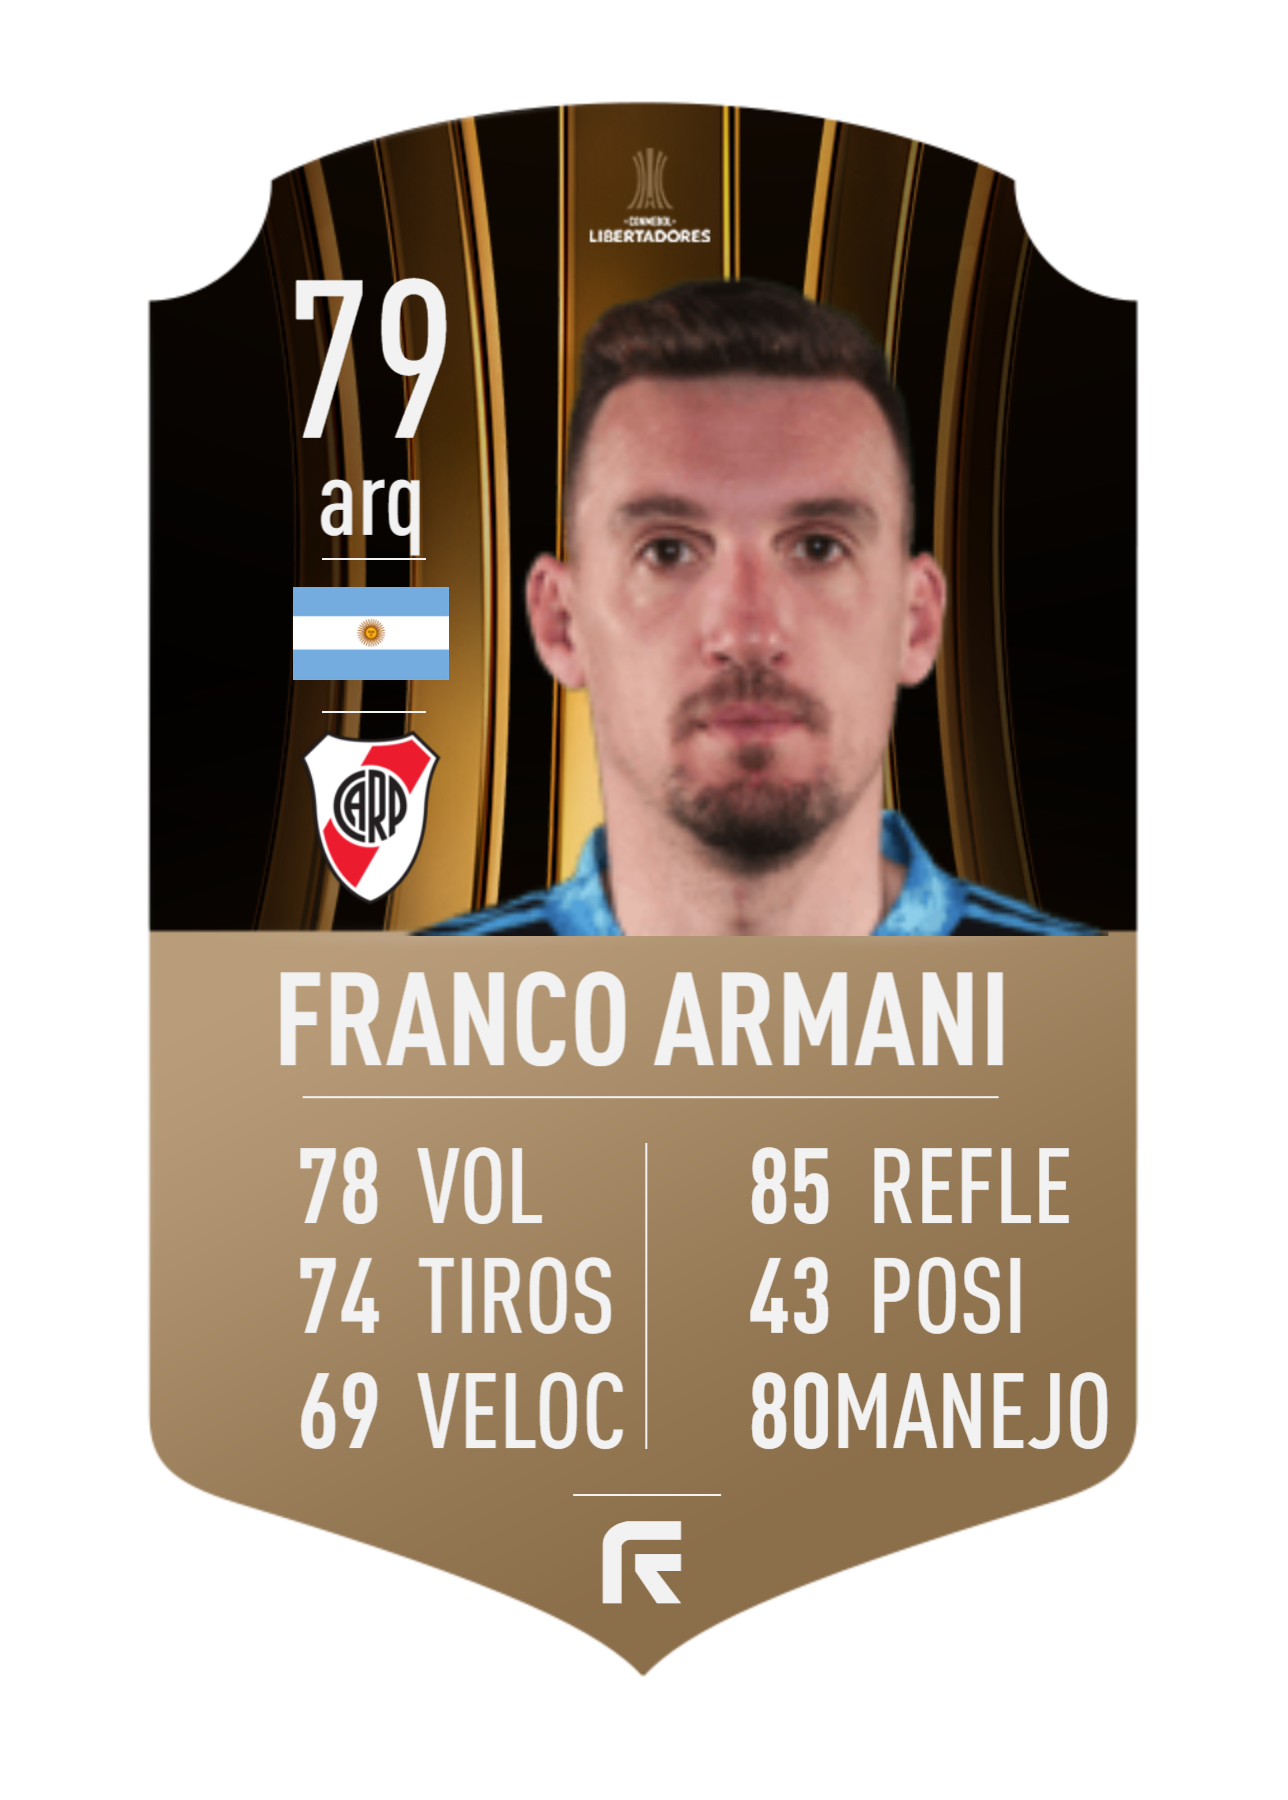 CONMEBOL
LIBERTADORES
79
arq
CARP
FRANCO ARMANI
78 VOL
74 TIROS
69 VELOC
85 REFLE
43 POSI
80MANEJO